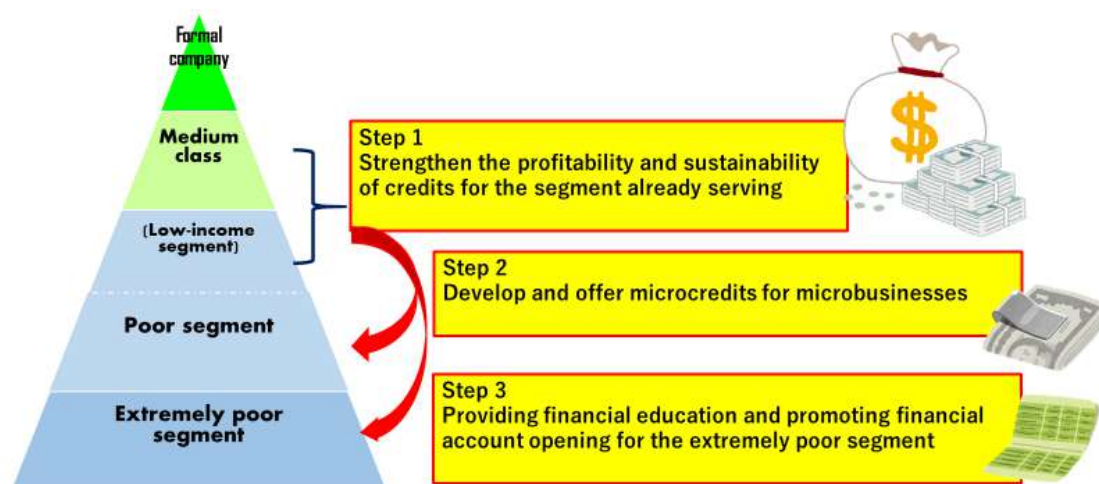 Formal
company
Medium
class
(Low-income
segment)
Poor segment
Extremely poor
segment
Step 1
Strengthen the profitability and sustainability
of credits for the segment already serving
$
Step 2
Develop and offer microcredits for microbusinesses
Step 3
Providing financial education and promoting financial
account opening for the extremely poor segment